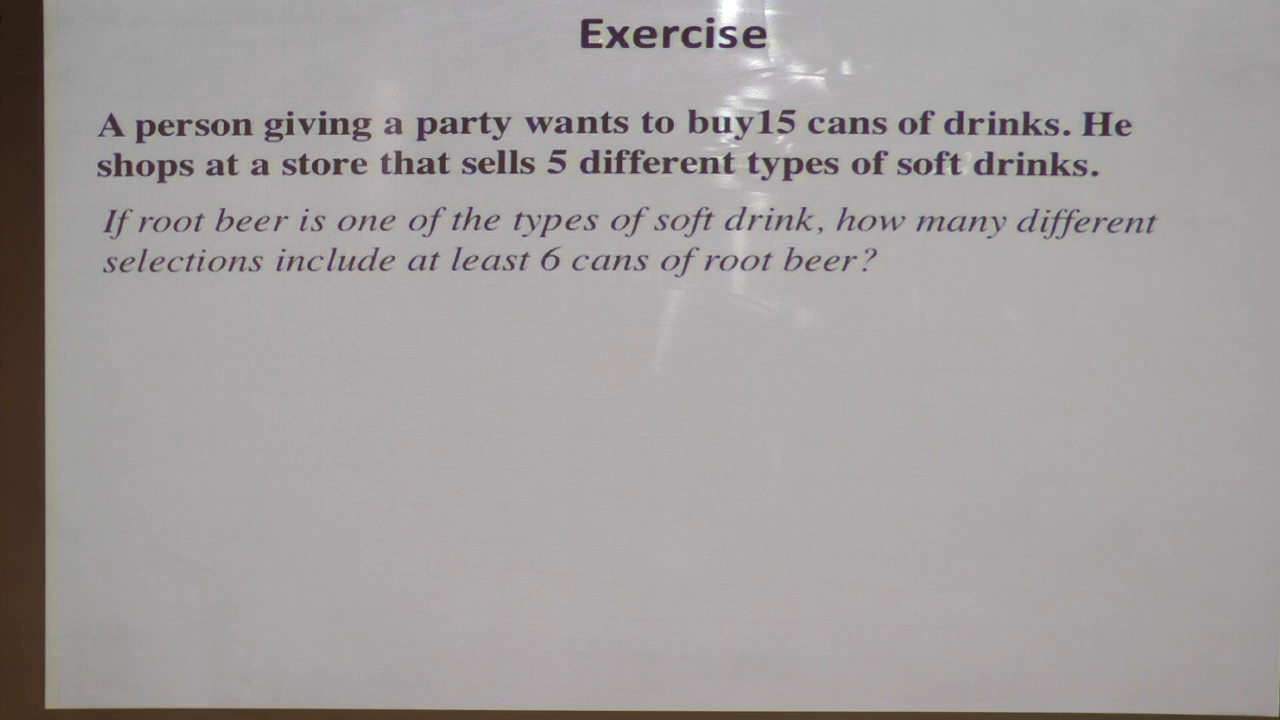 Exercise
A person giving a party wants to buy15 cans of drinks. He
shops at a store that sells 5 different types of soft drinks.
If root beer is one of the types of soft drink, how many different
selections include at least 6 cans of root beer?